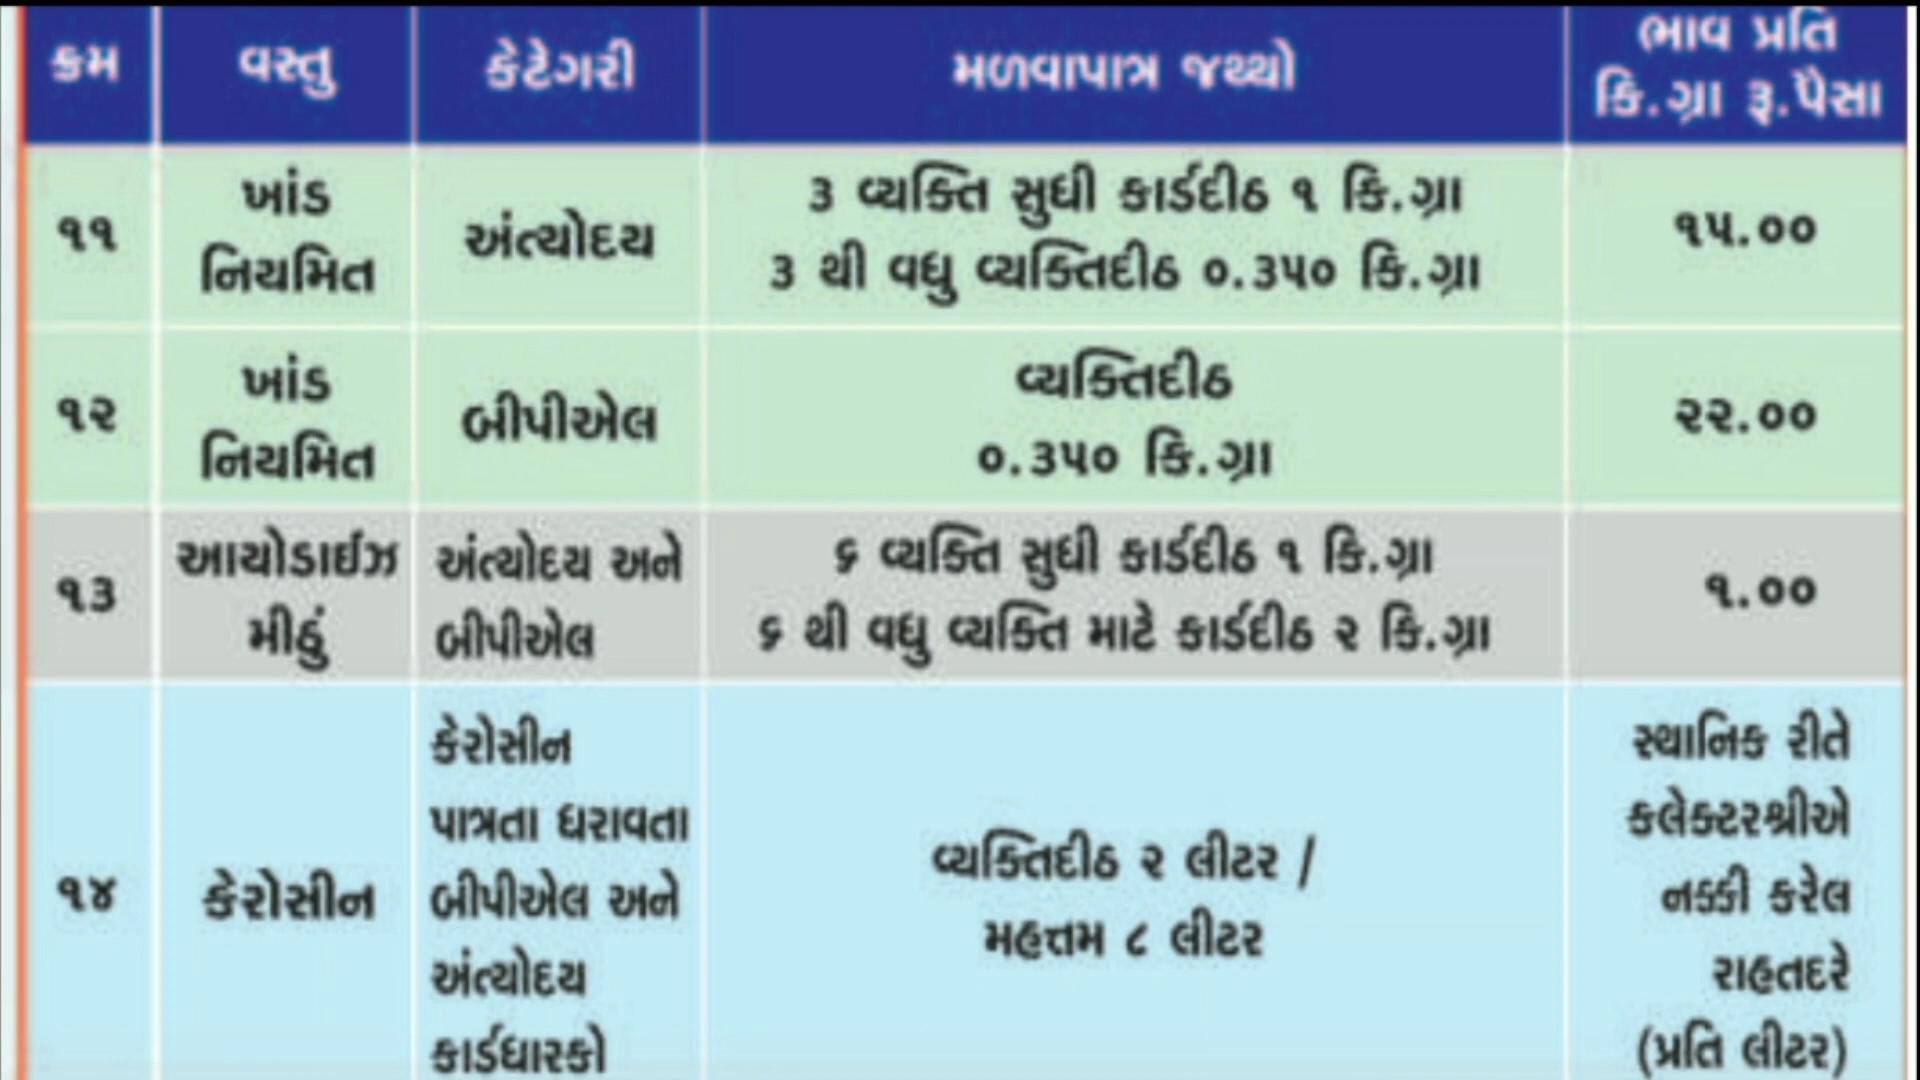 ક્રમ
વસ્તુ
કેટેગરી
મળવાપાત્ર જથ્થો
ભાવ પ્રતિ
કિ.ગ્રા રૂ.પૈસા
૧૧
ખાંડ
નિયમિત
અંત્યોદય
૩ વ્યક્તિ સુધી કાર્ડદીઠ ૧ કિ.ગ્રા
૩ થી વધુ વ્યક્તિદીઠ ૦.૩૫૦ કિ.ગ્રા
૧૫.૦૦
૧૨
ખાંડ
નિયમિત
બીપીએલ
વ્યક્તિદીઠ
૦.૩૫૦ કિ.ગ્રા
૨૨.૦૦
૧૩
આયોડાઈઝ
મીઠું
અંત્યોદય અને
બીપીએલ
૬ વ્યક્તિ સુધી કાર્ડદીઠ ૧ કિ.ગ્રા
૬ થી વધુ વ્યક્તિ માટે કાર્ડદીઠ ૨ કિ.ગ્રા
૧.૦૦
૧૪
કેરોસીન
કેરોસીન
પાત્રતા ધરાવતા
બીપીએલ અને
અંત્યોદય
કાર્ડધારકો
વ્યક્તિદીઠ ૨ લીટર /
મહત્તમ ૮ લીટર
સ્થાનિક રીતે
કલેક્ટરશ્રીએ
નક્કી કરેલ
રાહતદરે
(પ્રતિ લીટર)